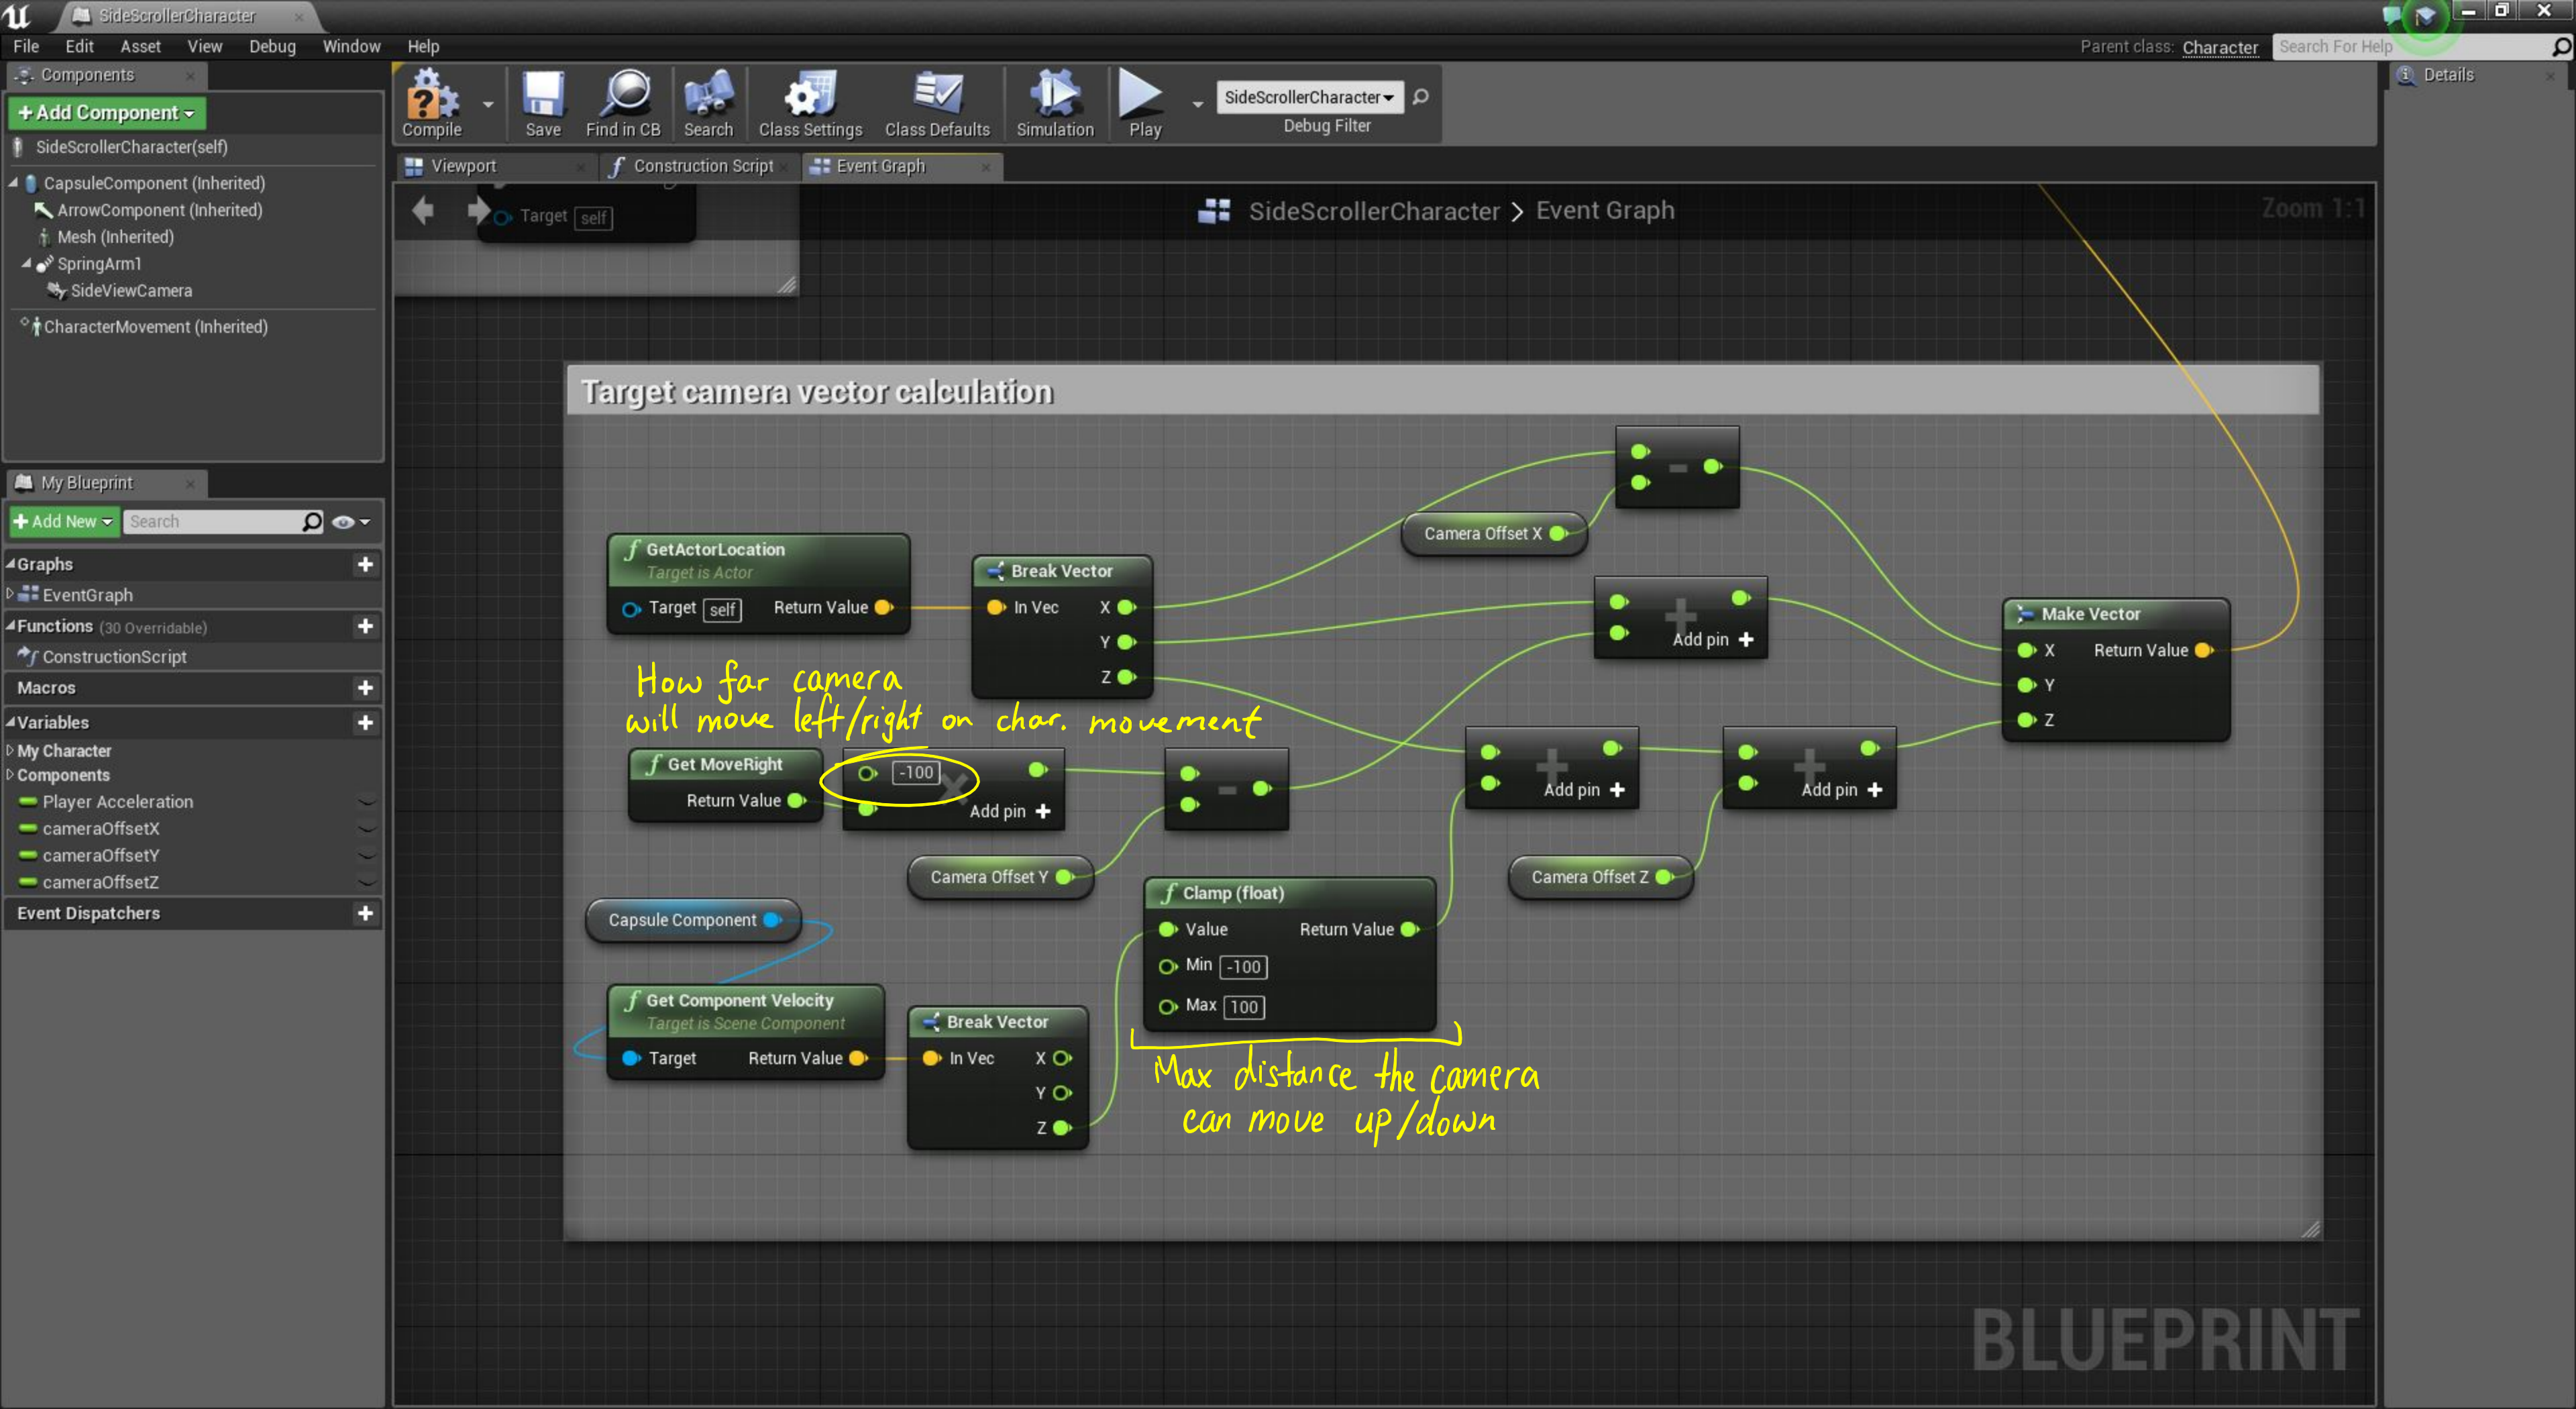 SideScrollerCharacter
File Edit Asset View Debug Window Help
Parent class: Character
Search For Help
Components
+ Add Component
SideScrollerCharacter(self)
CapsuleComponent (Inherited)
ArrowComponent (Inherited)
Mesh (Inherited)
SpringArm1
SideViewCamera
CharacterMovement (Inherited)
My Blueprint
+ Add New
Search
Graphs
EventGraph
Functions (30 Overridable)
ConstructionScript
Macros
Variables
My Character
Components
Player Acceleration
cameraOffsetX
cameraOffsetY
cameraOffsetZ
Event Dispatchers
Compile Save Find in CB Search Class Settings Class Defaults Simulation Play
SideScrollerCharacter
Debug Filter
Viewport
Construction Script
Event Graph
Target self
SideScrollerCharacter > Event Graph
Zoom 1:1
Target camera vector calculation
GetActorLocation
Target is Actor
Target self Return Value
Break Vector
In Vec X
Y
Z
Camera Offset X
-
+
Add pin +
Make Vector
X Return Value
Y
Z
How far camera
will move left/right on char. movement
Get MoveRight
Return Value
-100
×
Add pin +
-
Camera Offset Y
+
Add pin +
+
Add pin +
Camera Offset Z
Clamp (float)
Value Return Value
Min -100
Max 100
Capsule Component
Get Component Velocity
Target is Scene Component
Target Return Value
Break Vector
In Vec X
Y
Z
Max distance the camera
can move up/down
BLUEPRINT
Details